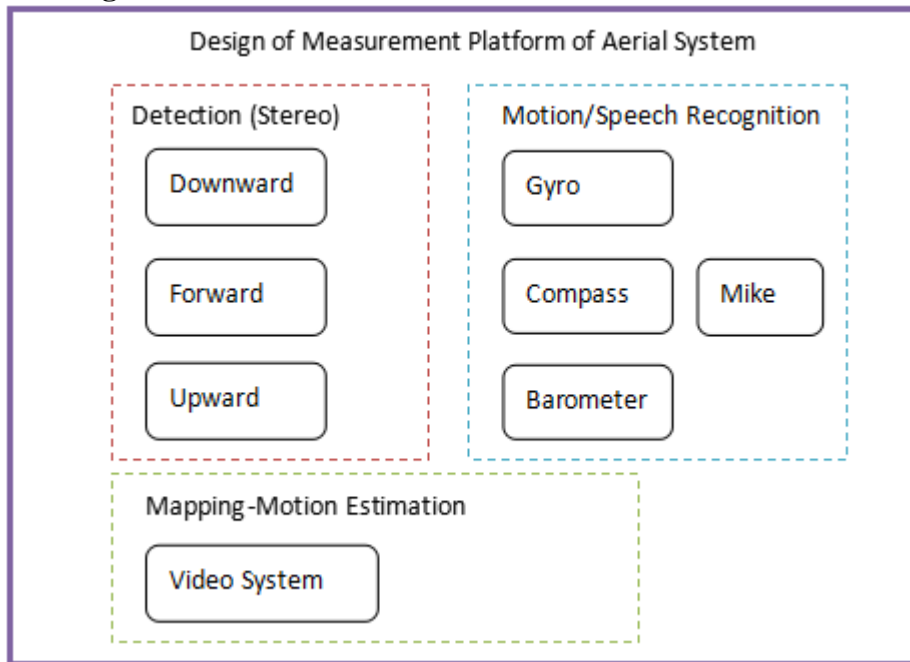 Design of Measurement Platform of Aerial System
Detection (Stereo)
Downward
Forward
Upward
Motion/Speech Recognition
Gyro
Compass
Mike
Barometer
Mapping-Motion Estimation
Video System